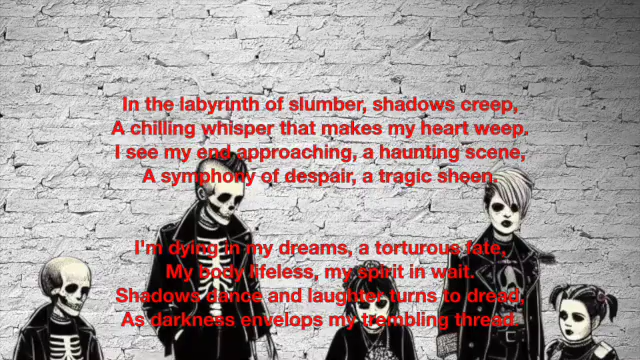 In the labyrinth of slumber, shadows creep,
A chilling whisper that makes my heart weep.
I see my end approaching, a haunting scene,
A symphony of despair, a tragic sheen.
I'm dying in my dreams, a torturous fate,
My body lifeless, my spirit in wait.
Shadows dance and laughter turns to dread,
As darkness envelops my trembling thread.